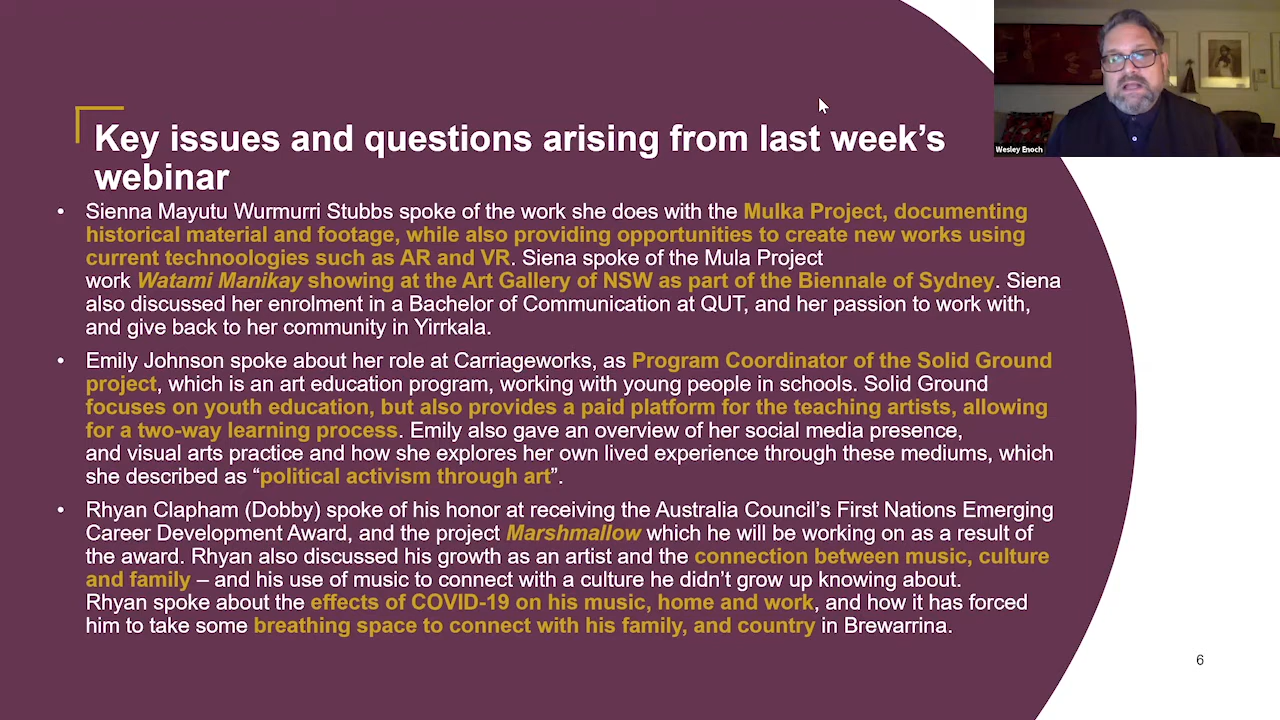 Wesley Enoch
Key issues and questions arising from last week’s
webinar
• Sienna Mayutu Wurmurri Stubbs spoke of the work she does with the Mulka Project, documenting
historical material and footage, while also providing opportunities to create new works using
current technoologies such as AR and VR. Siena spoke of the Mula Project
work Watami Manikay showing at the Art Gallery of NSW as part of the Biennale of Sydney. Siena
also discussed her enrolment in a Bachelor of Communication at QUT, and her passion to work with,
and give back to her community in Yirrkala.
• Emily Johnson spoke about her role at Carriageworks, as Program Coordinator of the Solid Ground
project, which is an art education program, working with young people in schools. Solid Ground
focuses on youth education, but also provides a paid platform for the teaching artists, allowing
for a two-way learning process. Emily also gave an overview of her social media presence,
and visual arts practice and how she explores her own lived experience through these mediums, which
she described as “political activism through art”.
• Rhyan Clapham (Dobby) spoke of his honor at receiving the Australia Council’s First Nations Emerging
Career Development Award, and the project Marshmallow which he will be working on as a result of
the award. Rhyan also discussed his growth as an artist and the connection between music, culture
and family – and his use of music to connect with a culture he didn’t grow up knowing about.
Rhyan spoke about the effects of COVID-19 on his music, home and work, and how it has forced
him to take some breathing space to connect with his family, and country in Brewarrina.
6